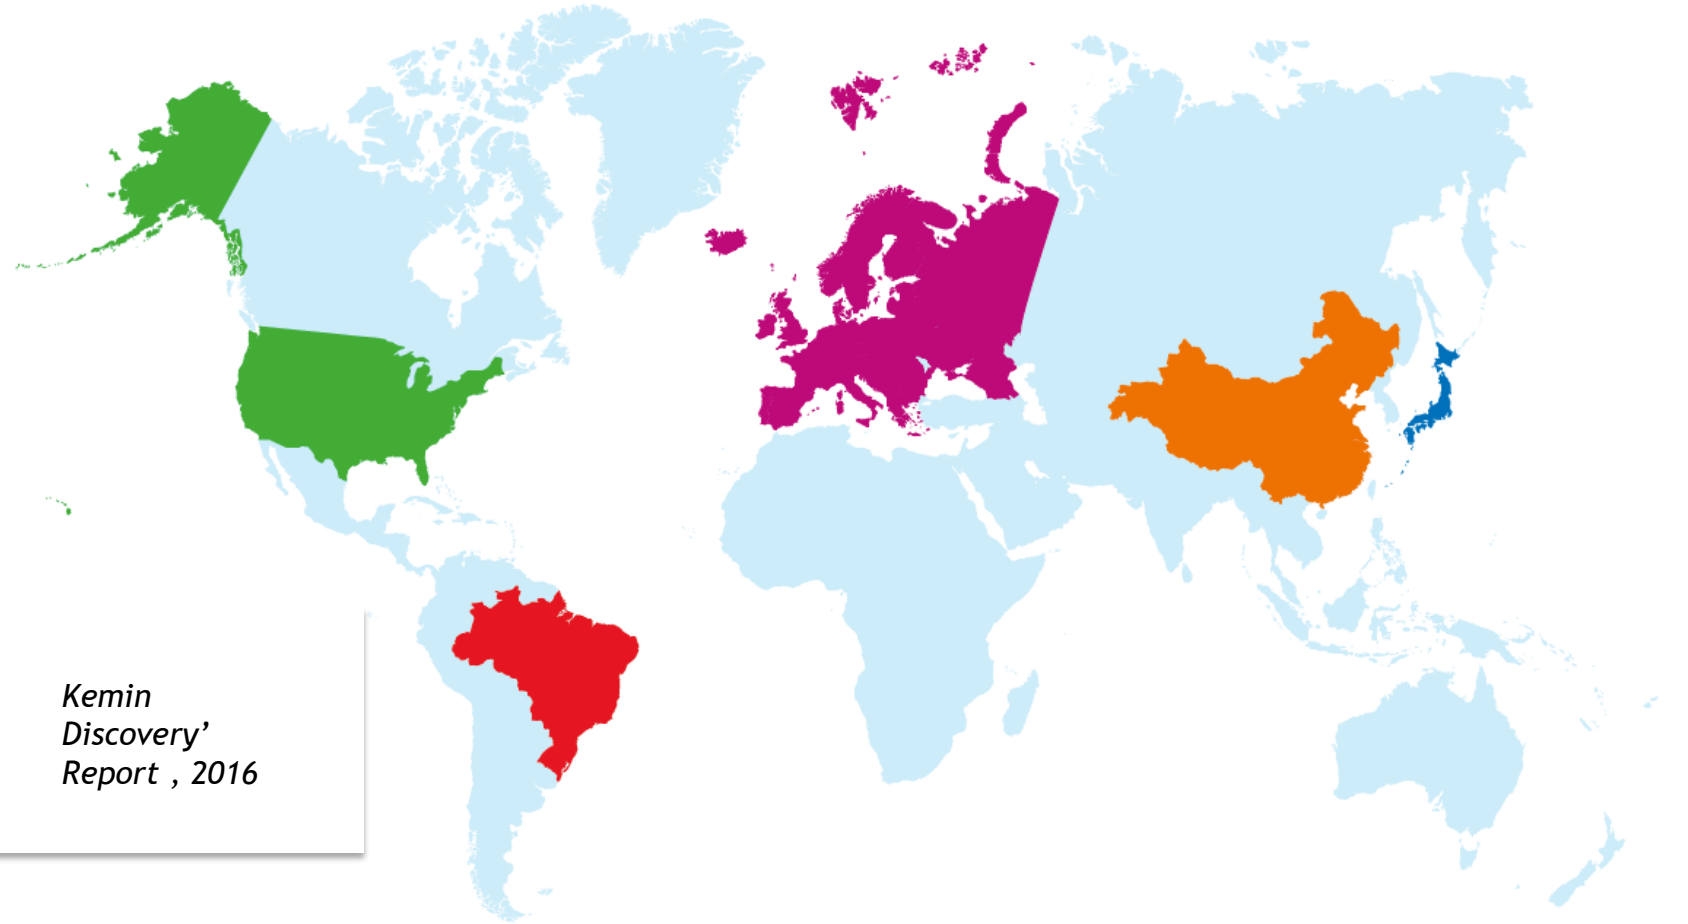 Kemin
Discovery’
Report , 2016